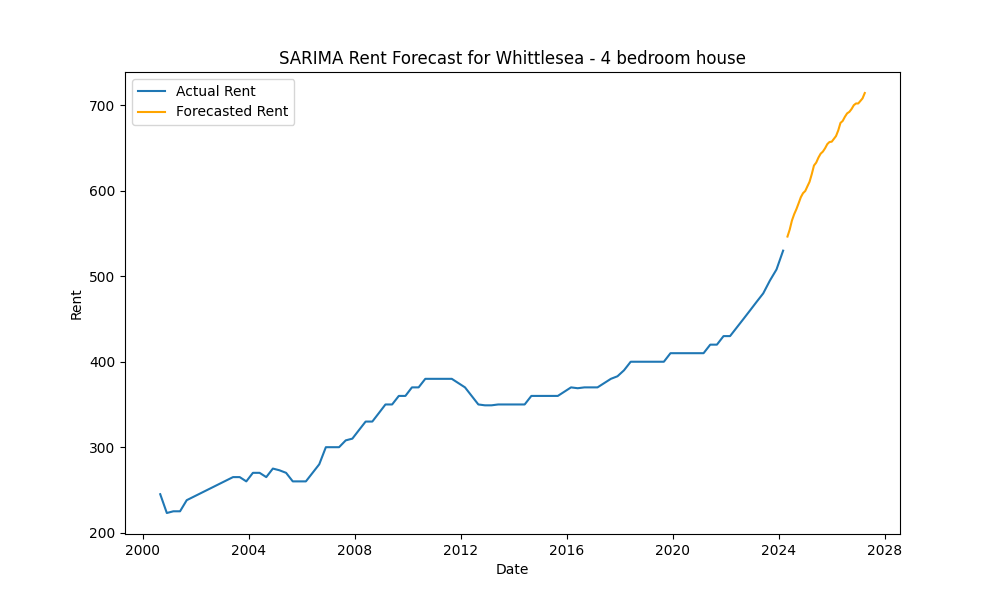 SARIMA Rent Forecast for Whittlesea - 4 bedroom house
Actual Rent
Forecasted Rent
700
600
500
400
300
200
Rent
2000 2004 2008 2012 2016 2020 2024 2028
Date